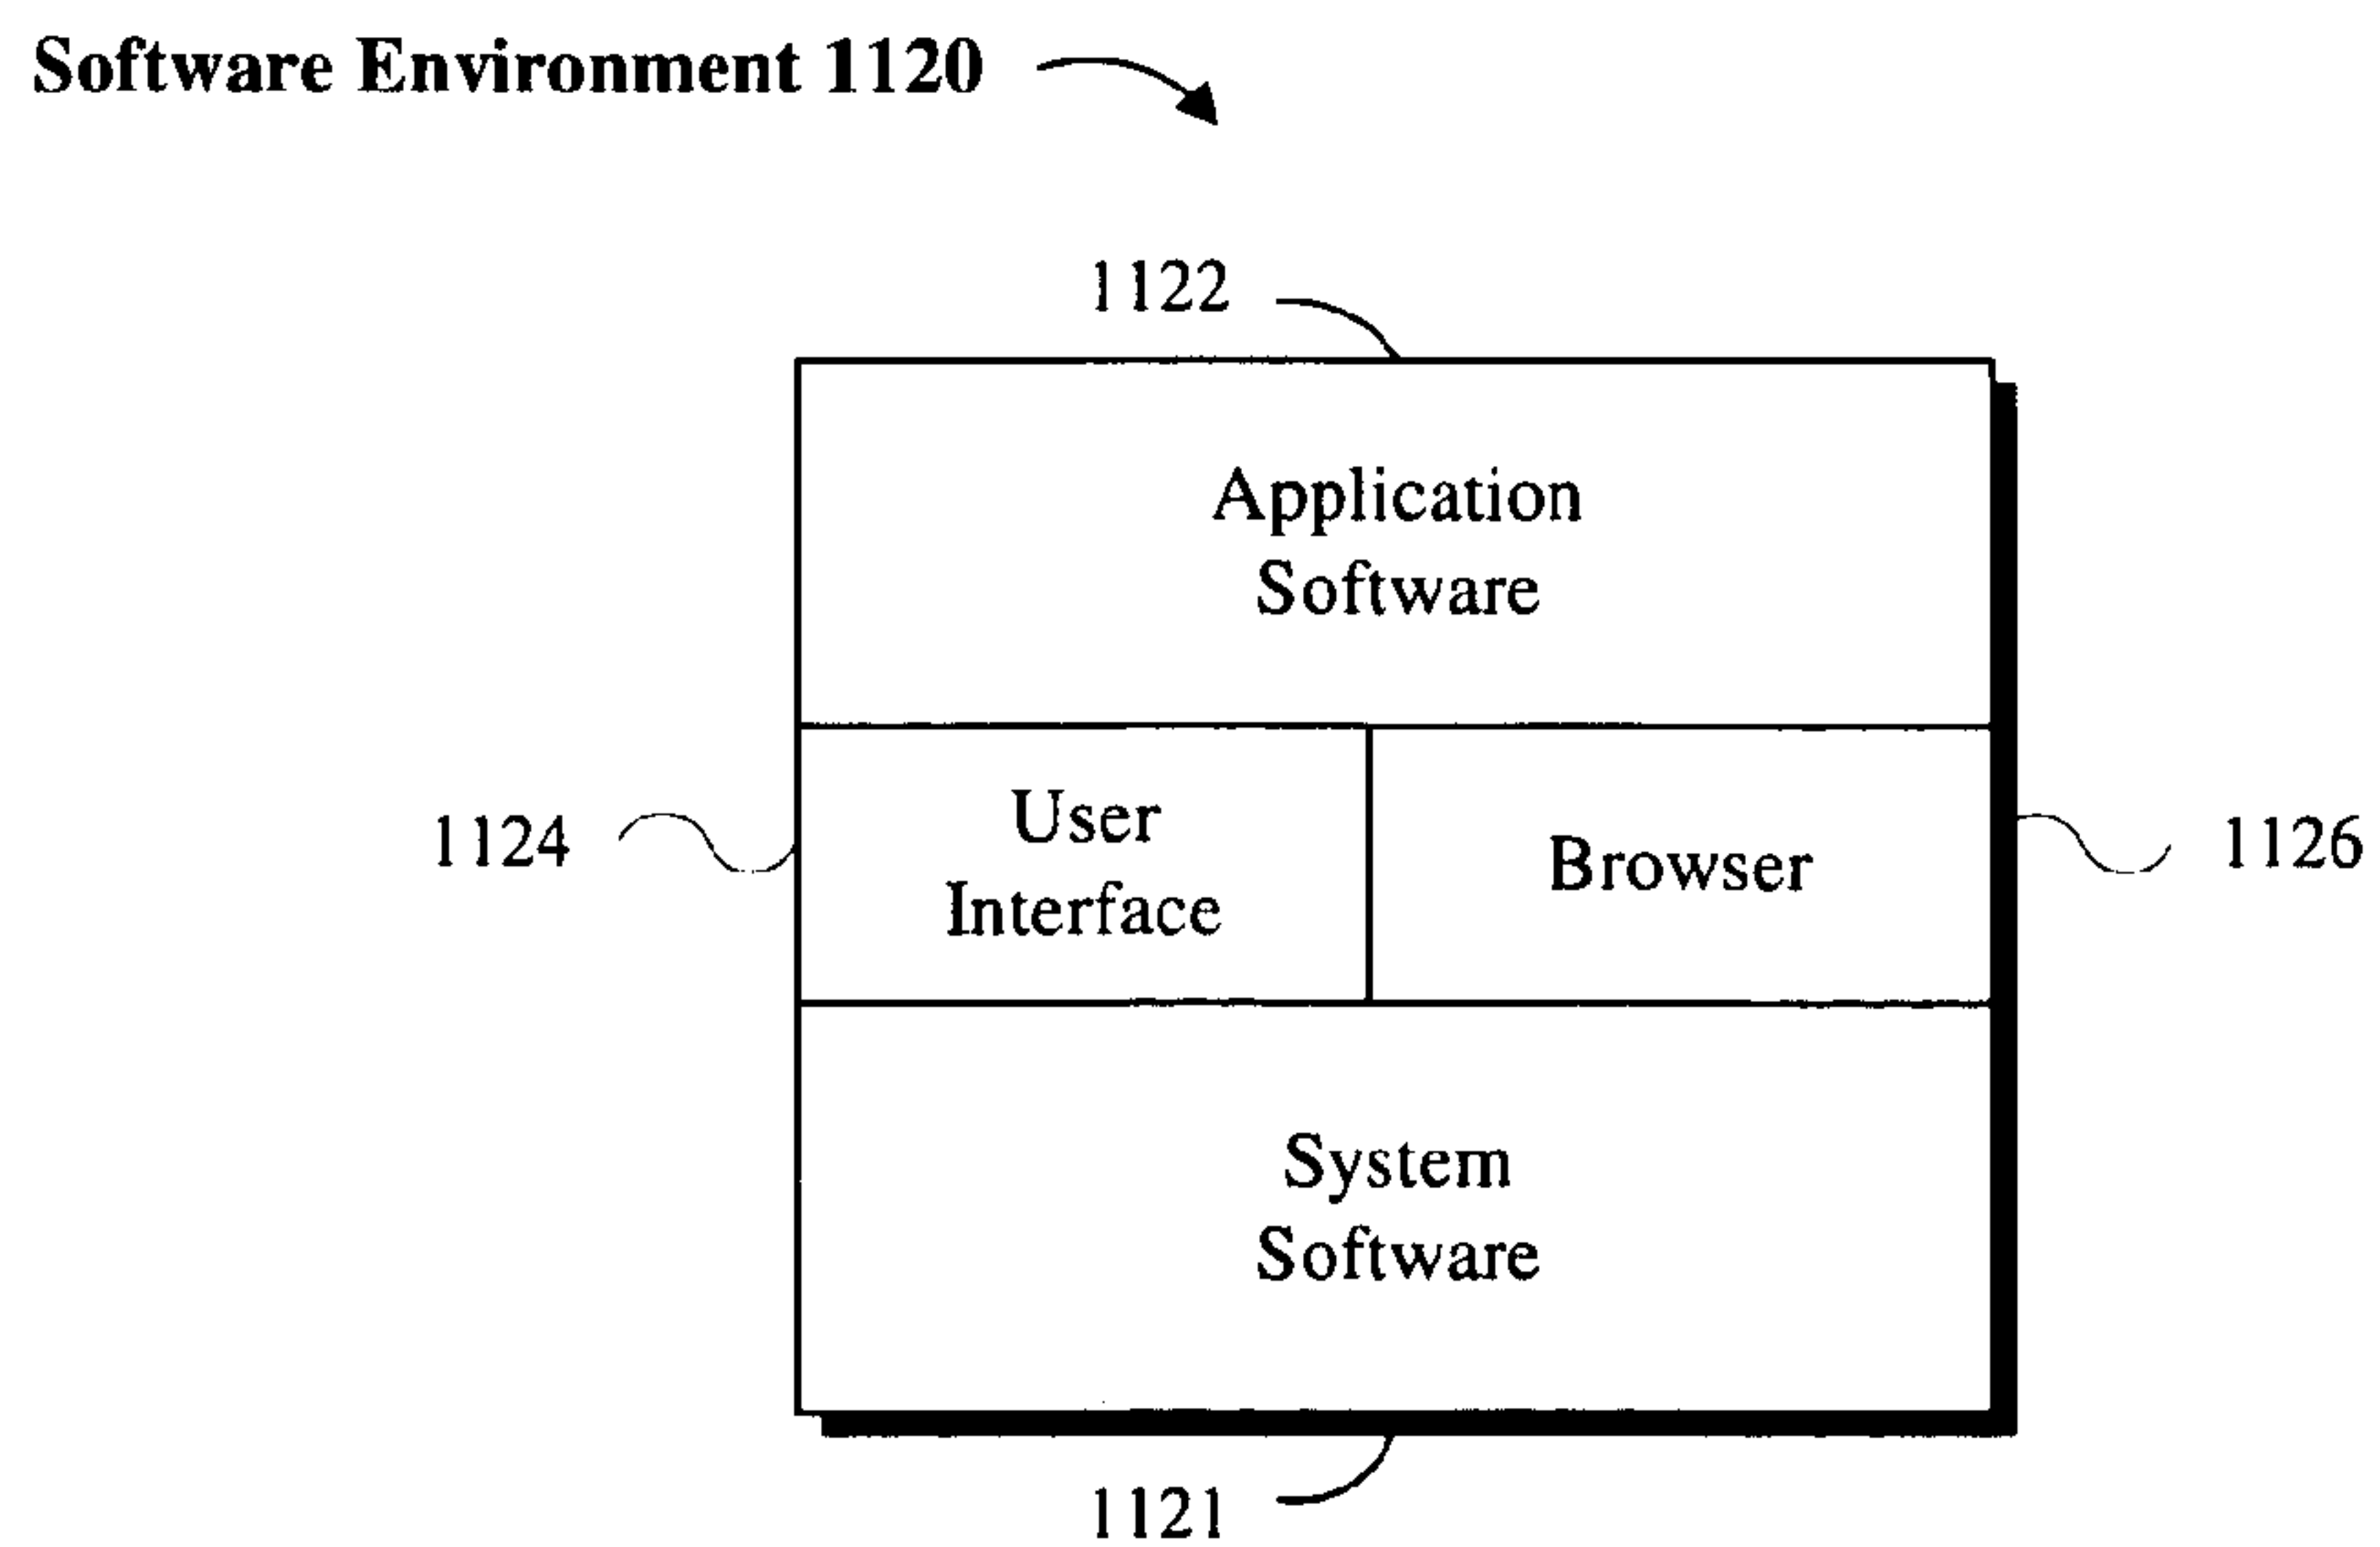 Software Environment 1120
1122
Application
Software
1124
User
Interface
Browser
1126
System
Software
1121